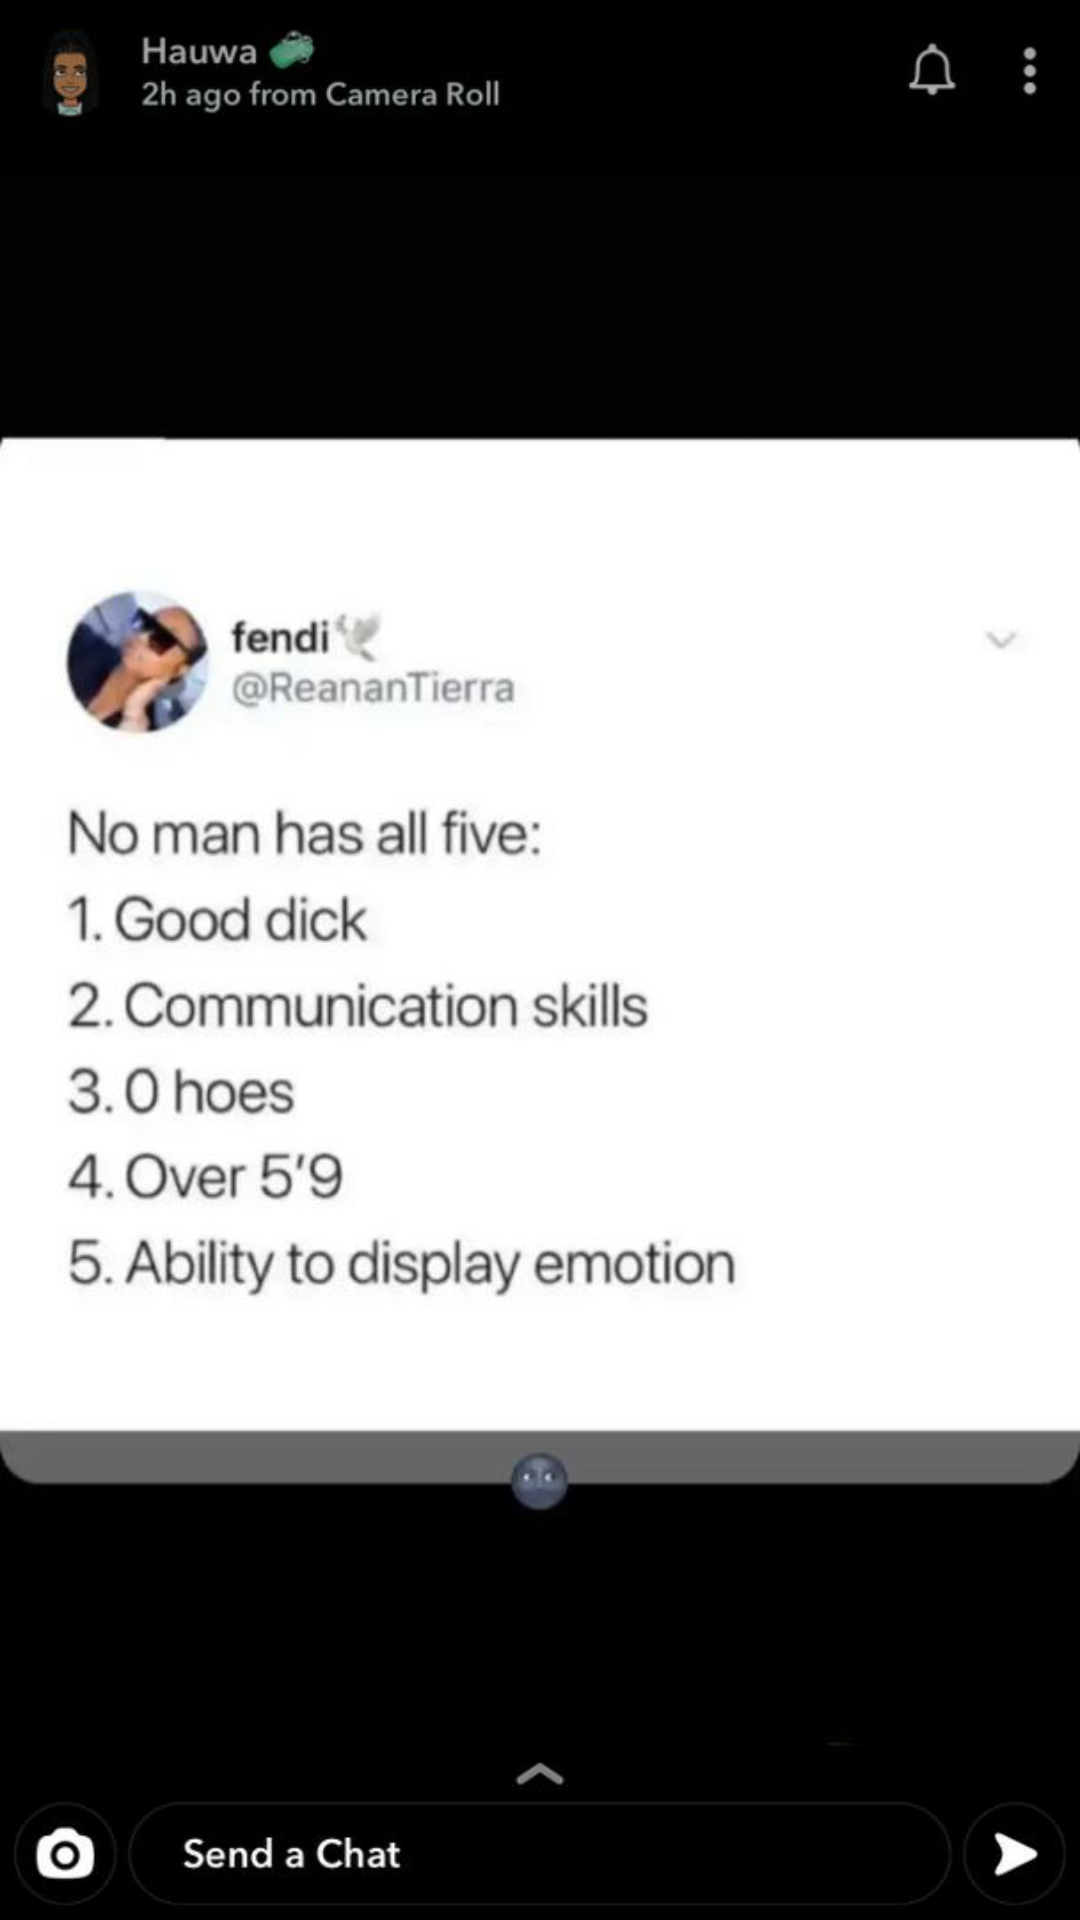 Hauwa
2h ago from Camera Roll
fendi🕊
@ReananTierra
No man has all five:
1. Good dick
2. Communication skills
3. 0 hoes
4. Over 5'9
5. Ability to display emotion
🌚
Send a Chat